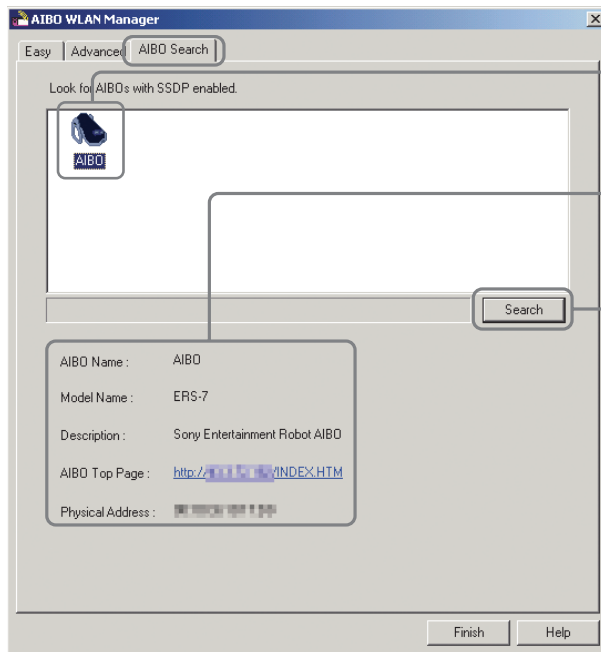 AIBO WLAN Manager
Easy Advanced AIBO Search
Look for AIBOs with SSDP enabled.
AIBO
Search
AIBO Name : AIBO
Model Name : ERS-7
Description : Sony Entertainment Robot AIBO
AIBO Top Page : http:/ /INDEX.HTM
Physical Address :
Finish Help